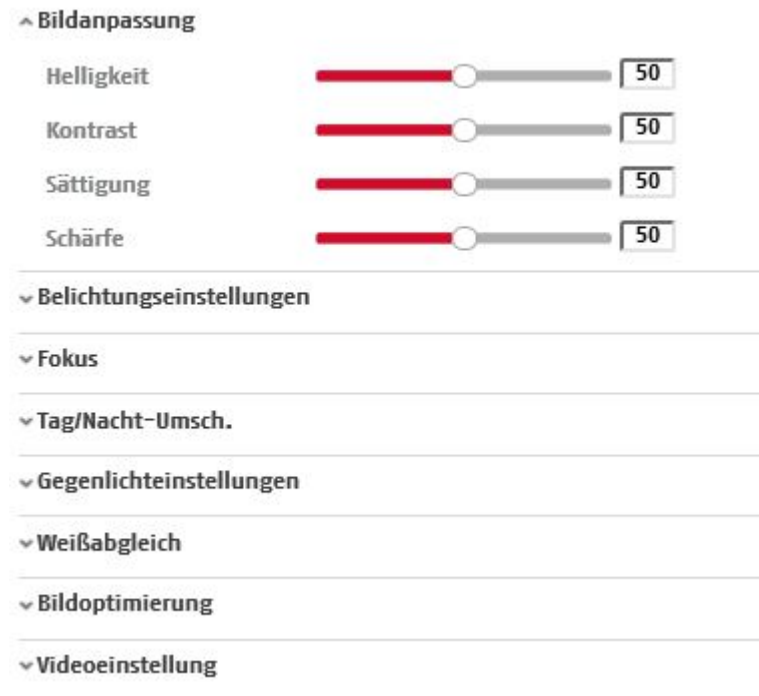 Bildanpassung
Helligkeit 50
Kontrast 50
Sättigung 50
Schärfe 50
Belichtungseinstellungen
Fokus
Tag/Nacht-Umsch.
Gegenlichteinstellungen
Weißabgleich
Bildoptimierung
Videoeinstellung